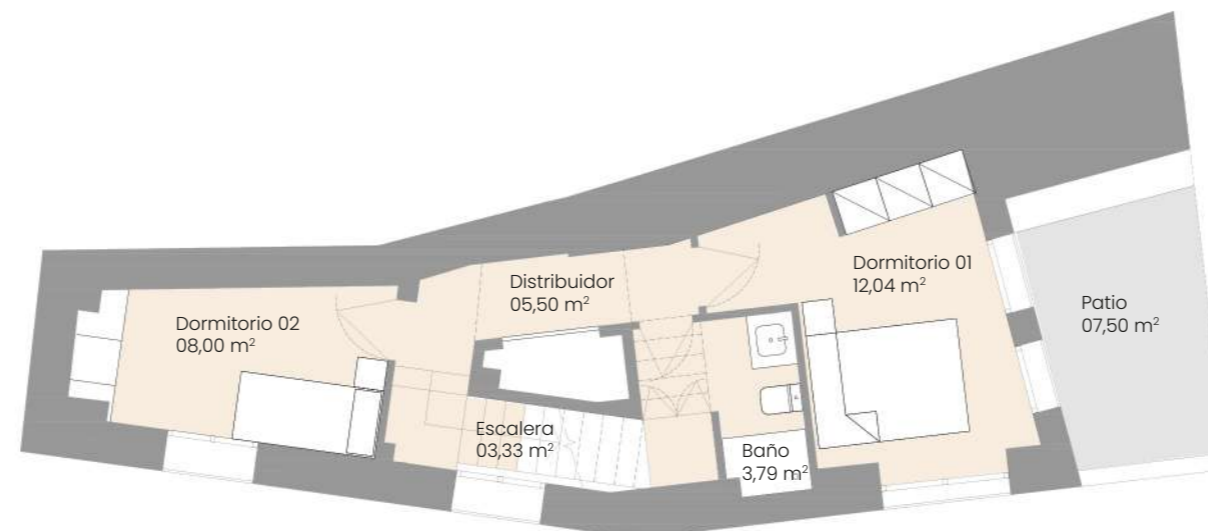 Dormitorio 02
08,00 m²
Distribuidor
05,50 m²
Escalera
03,33 m²
Baño
3,79 m²
Dormitorio 01
12,04 m²
Patio
07,50 m²